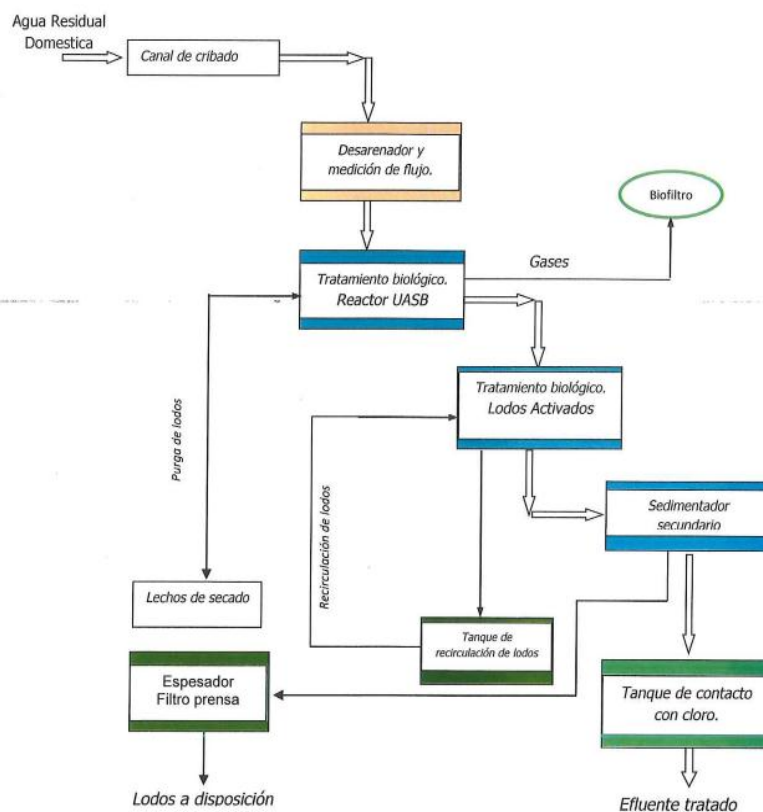 Agua Residual
Domestica
Canal de cribado
Desarenador y
medición de flujo.
Biofiltro
Gases
Tratamiento biológico.
Reactor UASB
Tratamiento biológico.
Lodos Activados
Purga de lodos
Recirculación de lodos
Sedimentador
secundario
Lechos de secado
Tanque de
recirculación de lodos
Espesador
Filtro prensa
Tanque de contacto
con cloro.
Lodos a disposición
Efluente tratado